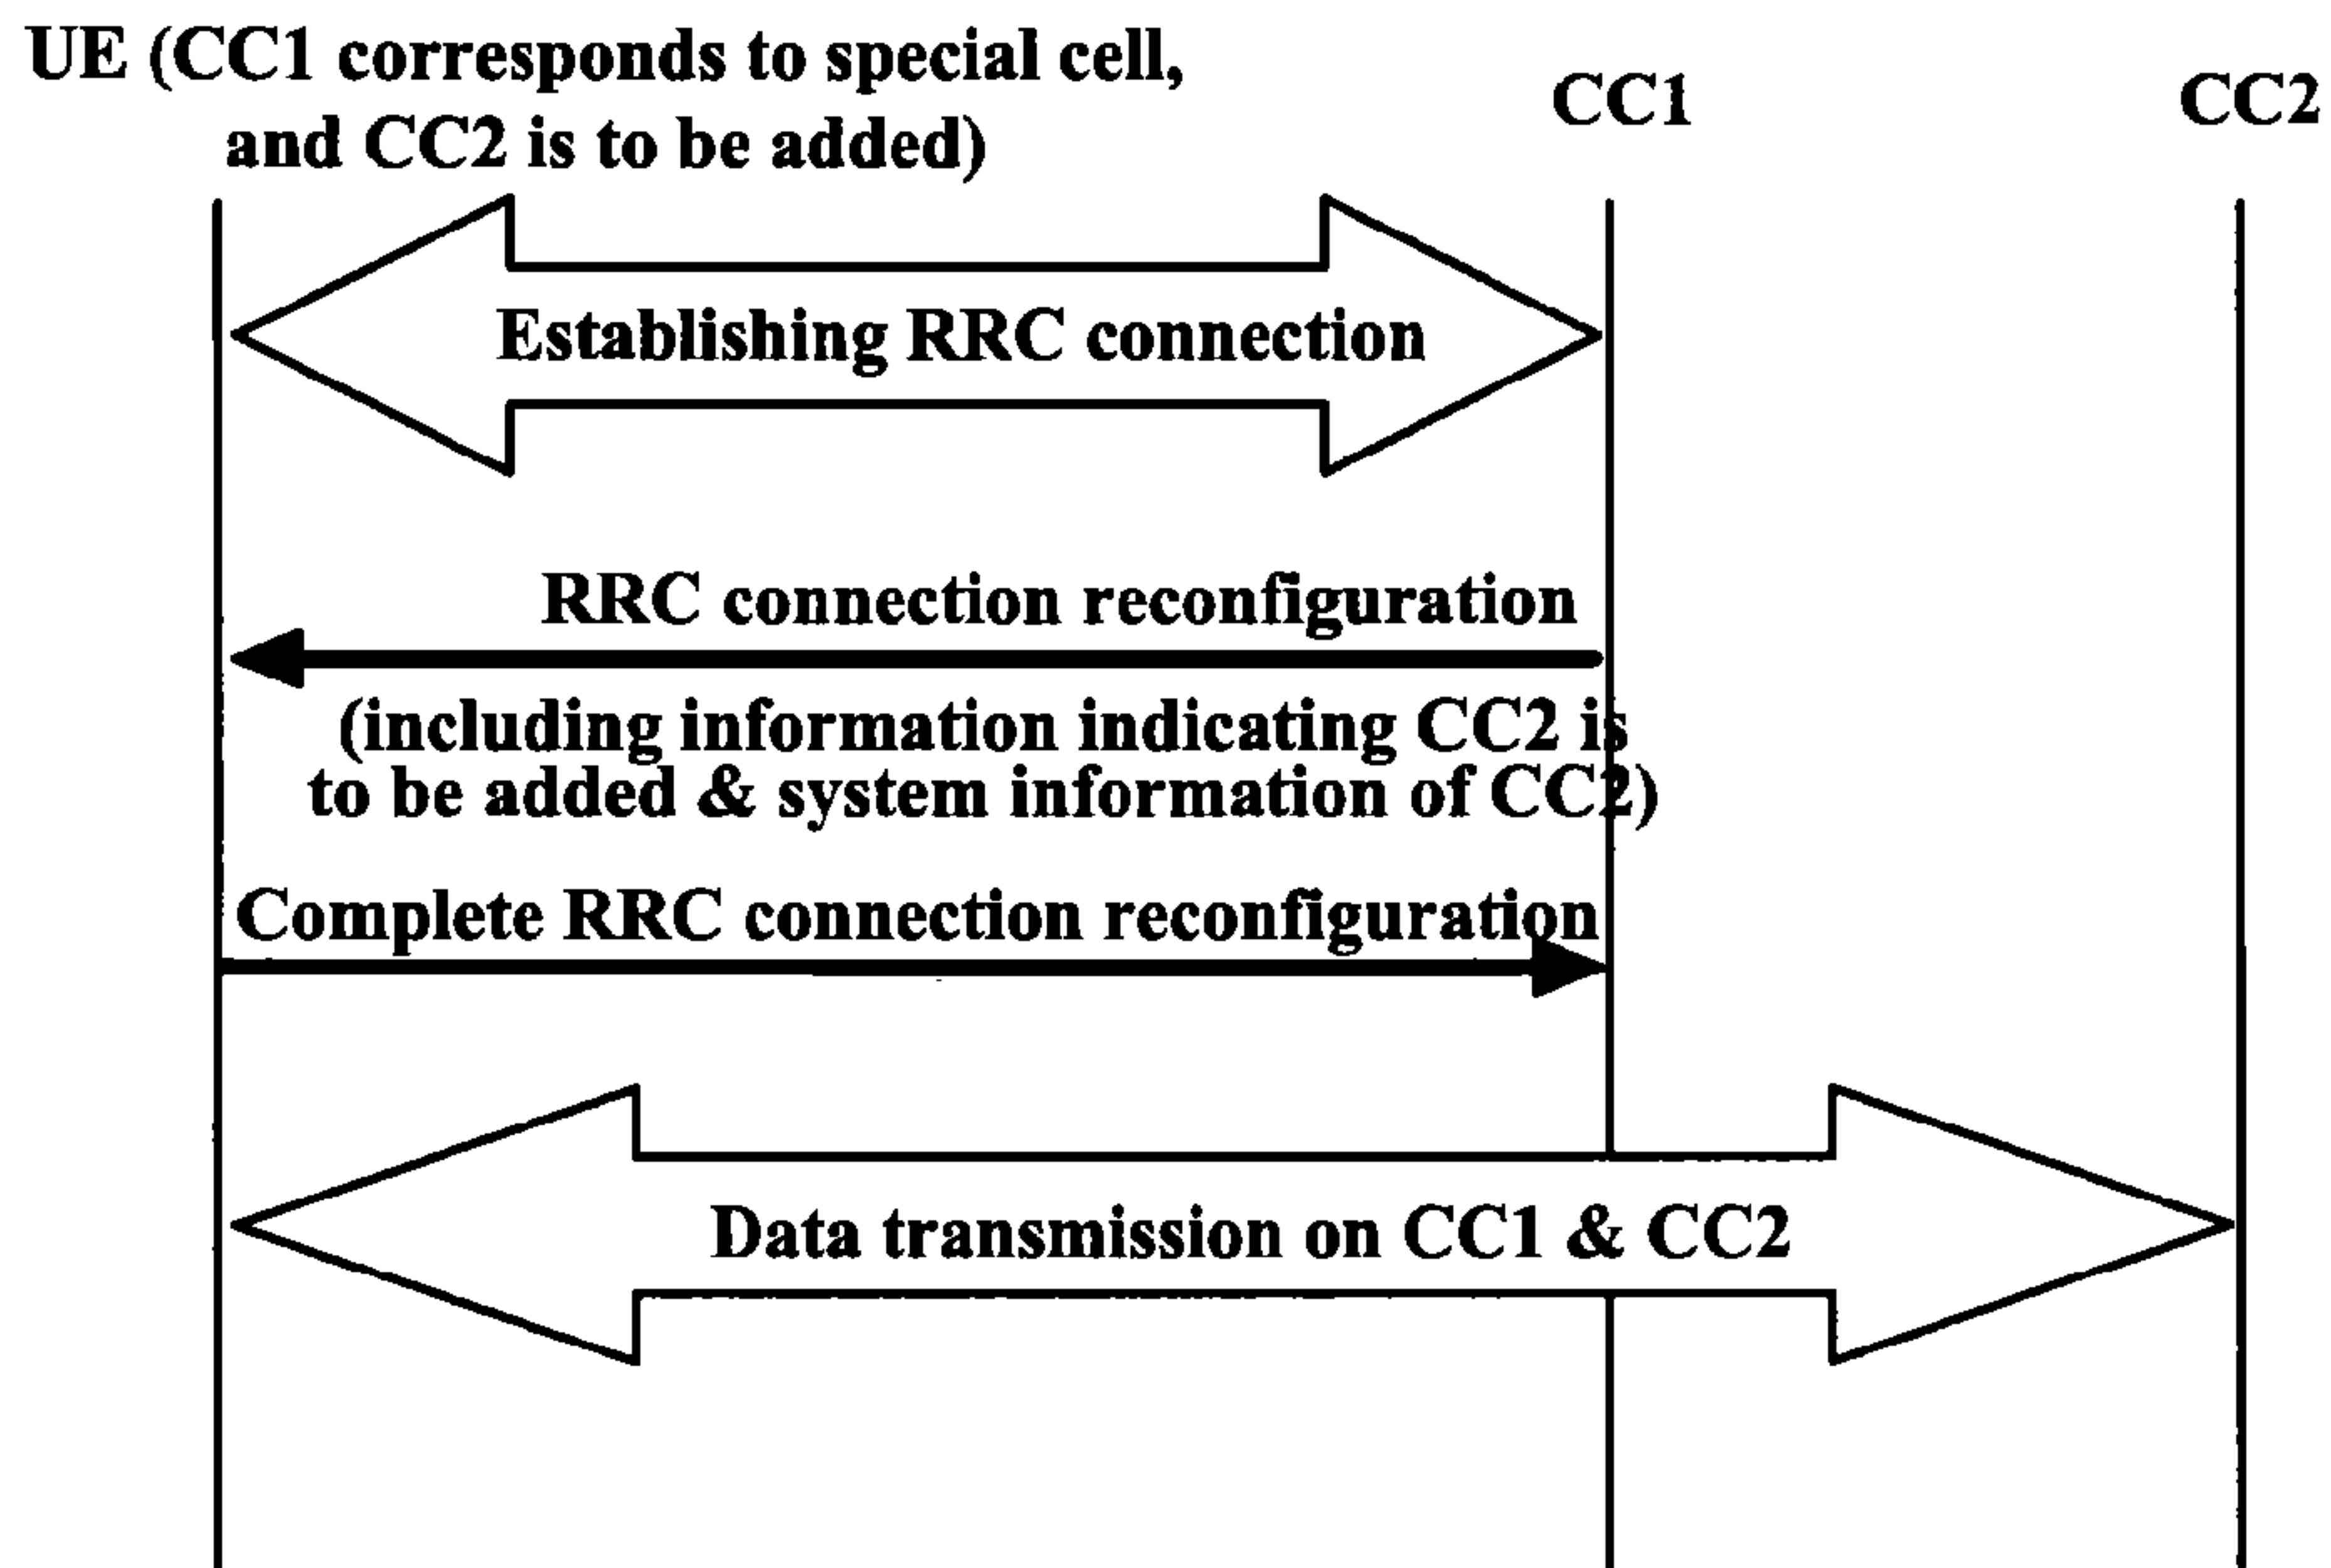 UE (CC1 corresponds to special cell,
and CC2 is to be added)
CC1
CC2
Establishing RRC connection
RRC connection reconfiguration
(including information indicating CC2 is
to be added & system information of CC2)
Complete RRC connection reconfiguration
Data transmission on CC1 & CC2